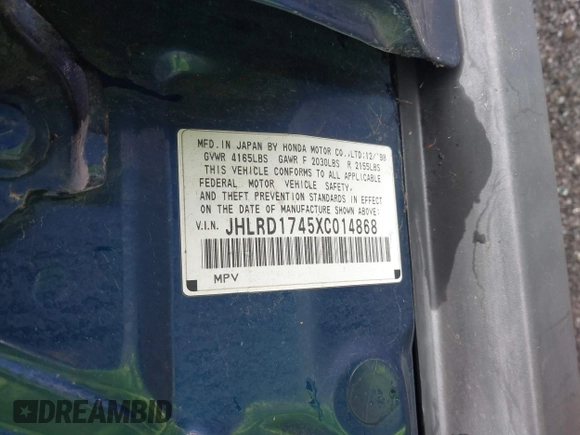 MFD.IN JAPAN BY HONDA MOTOR CO.,LTD:12/'98
GVWR 4165LBS GAWR F 2030LBS R 2155LBS
THIS VEHICLE CONFORMS TO ALL APPLICABLE
FEDERAL MOTOR VEHICLE SAFETY,
AND THEFT PREVENTION STANDARDS IN EFFECT
ON THE DATE OF MANUFACTURE SHOWN ABOVE:
V.I.N. JHLRD1745XC014868
MPV
DREAMBID